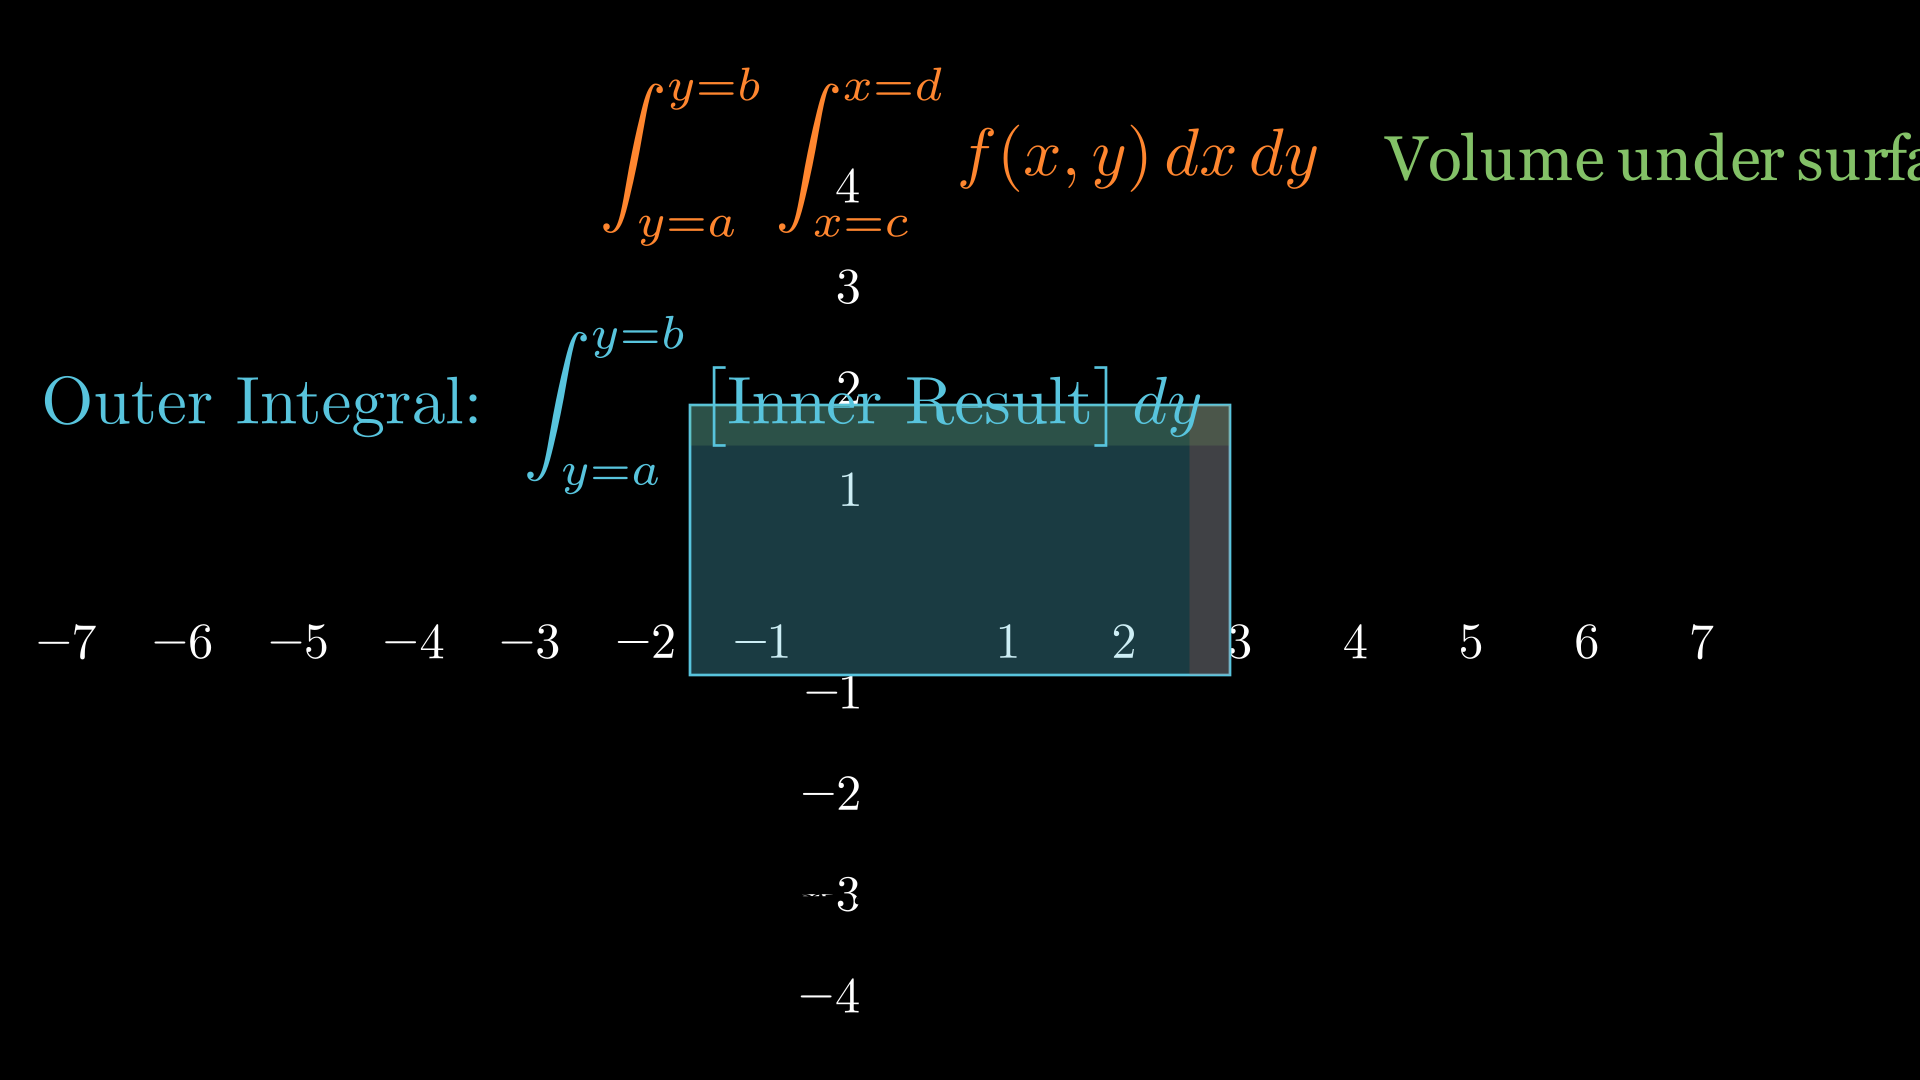 ∫_{y=a}^{y=b} ∫_{x=c}^{x=d} f(x, y) dx dy Volume under
4
3
Outer Integral: ∫_{y=a}^{y=b} [Inner Result] dy
2
1
−7 −6 −5 −4 −3 −2 −1 1 2 3 4 5 6 7
−1
−2
−3
−4